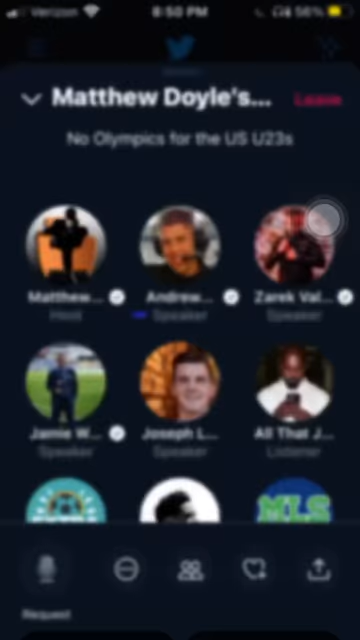 Verizon 8:50 PM 56%
Matthew Doyle's... Leave
No Olympics for the US U23s
Matthew... Andrew... Zarek Val...
Host Speaker Speaker
Jamie W... Joseph L... All That J...
Speaker Speaker Listener
MLS
Request